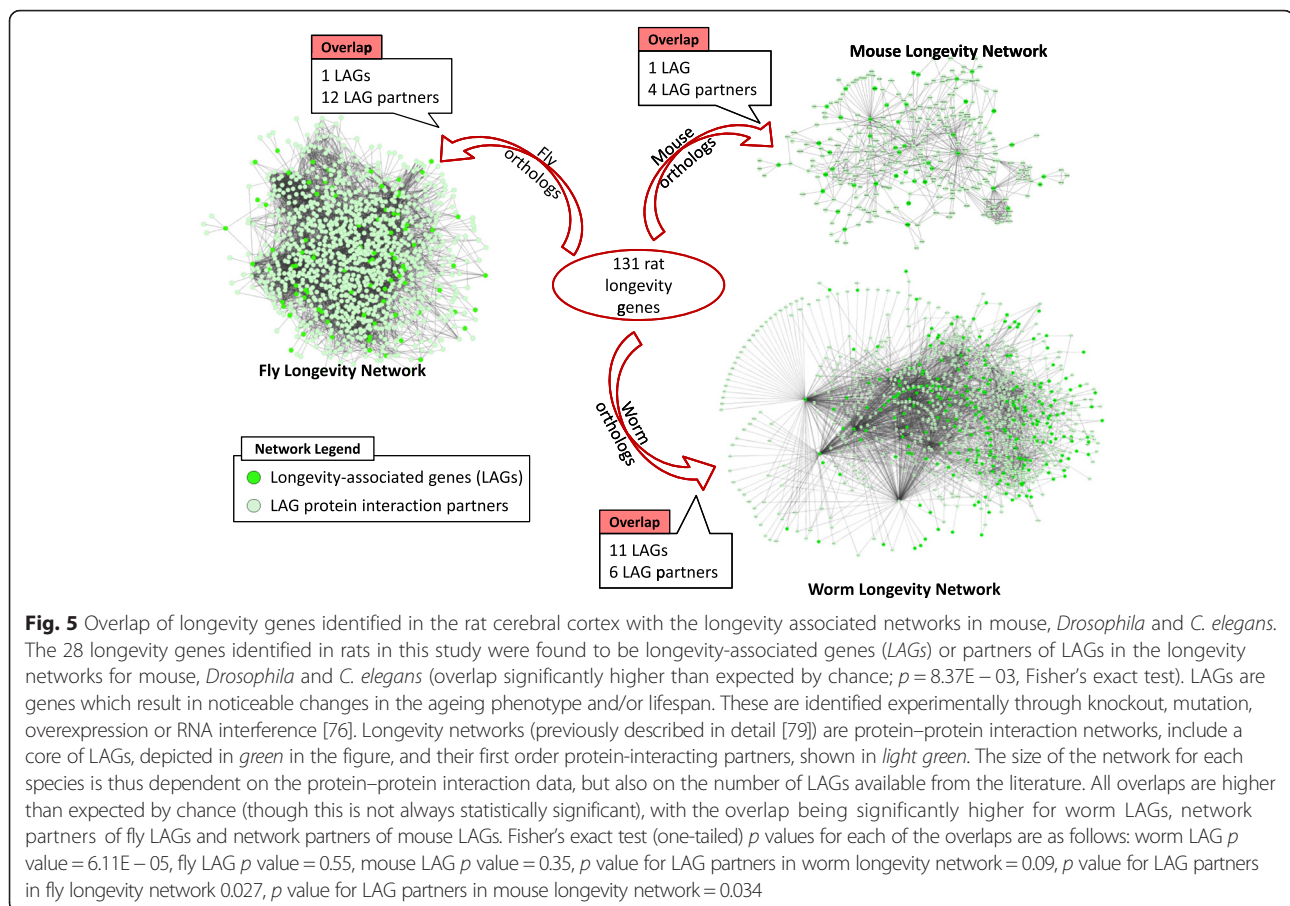 Overlap
1 LAGs
12 LAG partners
Fly orthologs
Fly Longevity Network
Overlap
1 LAG
4 LAG partners
Mouse orthologs
Mouse Longevity Network
131 rat
longevity
genes
Worm orthologs
Overlap
11 LAGs
6 LAG partners
Worm Longevity Network
Network Legend
Longevity-associated genes (LAGs)
LAG protein interaction partners
Fig. 5 Overlap of longevity genes identified in the rat cerebral cortex with the longevity associated networks in mouse, Drosophila and C. elegans.
The 28 longevity genes identified in rats in this study were found to be longevity-associated genes (LAGs) or partners of LAGs in the longevity
networks for mouse, Drosophila and C. elegans (overlap significantly higher than expected by chance; p = 8.37E − 03, Fisher's exact test). LAGs are
genes which result in noticeable changes in the ageing phenotype and/or lifespan. These are identified experimentally through knockout, mutation,
overexpression or RNA interference [76]. Longevity networks (previously described in detail [79]) are protein–protein interaction networks, include a
core of LAGs, depicted in green in the figure, and their first order protein-interacting partners, shown in light green. The size of the network for each
species is thus dependent on the protein–protein interaction data, but also on the number of LAGs available from the literature. All overlaps are higher
than expected by chance (though this is not always statistically significant), with the overlap being significantly higher for worm LAGs, network
partners of fly LAGs and network partners of mouse LAGs. Fisher's exact test (one-tailed) p values for each of the overlaps are as follows: worm LAG p
value = 6.11E − 05, fly LAG p value = 0.55, mouse LAG p value = 0.35, p value for LAG partners in worm longevity network = 0.09, p value for LAG partners
in fly longevity network 0.027, p value for LAG partners in mouse longevity network = 0.034